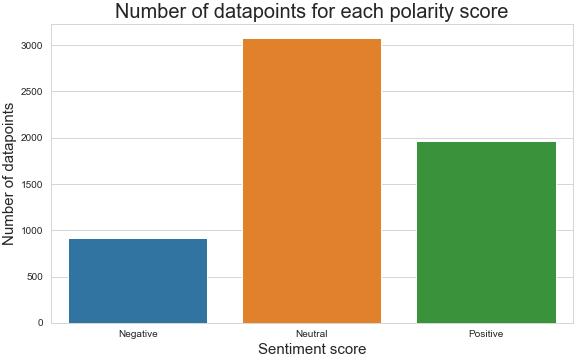 Number of datapoints for each polarity score
Number of datapoints
3000
2500
2000
1500
1000
500
0
Negative
Neutral
Positive
Sentiment score